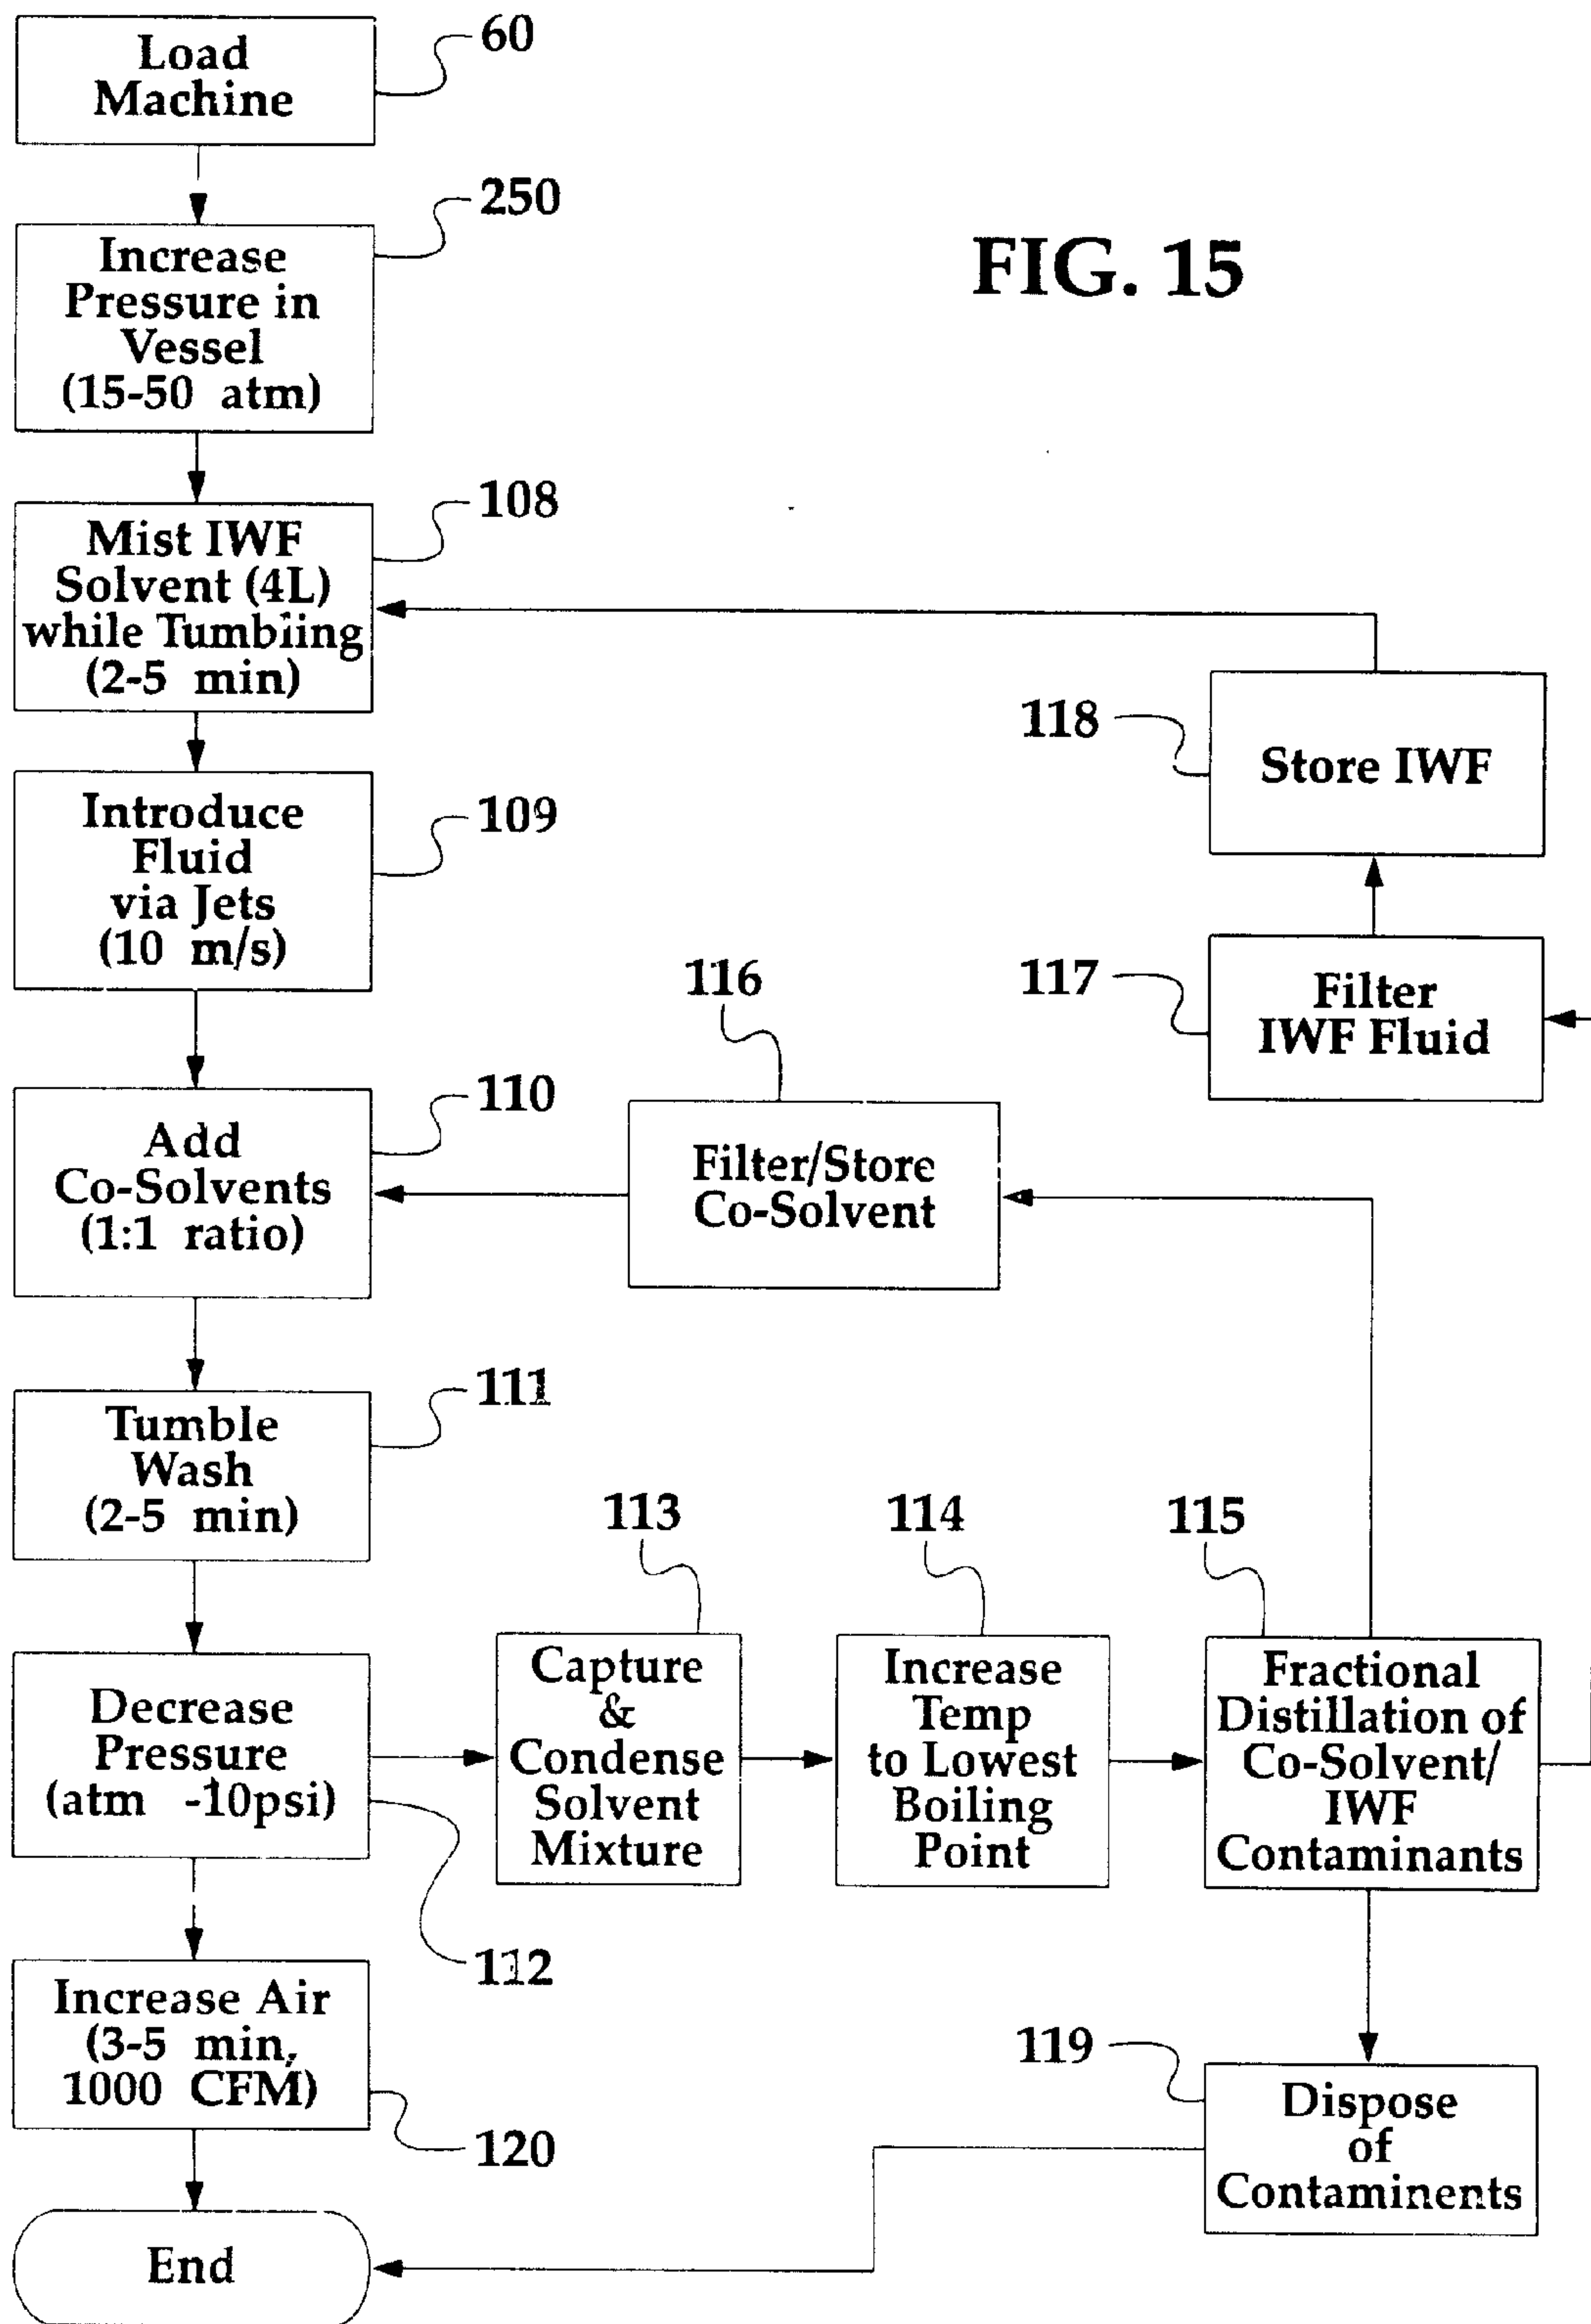 Load
Machine
60
250
Increase
Pressure in
Vessel
(15-50 atm)
FIG. 15
108
Mist IWF
Solvent (4L)
while Tumbling
(2-5 min)
118
Store IWF
109
Introduce
Fluid
via Jets
(10 m/s)
117
Filter
IWF Fluid
116
110
Add
Co-Solvents
(1:1 ratio)
Filter/Store
Co-Solvent
111
Tumble
Wash
(2-5 min)
113
114
115
Decrease
Pressure
(atm -10psi)
Capture
&
Condense
Solvent
Mixture
Increase
Temp
to Lowest
Boiling
Point
Fractional
Distillation of
Co-Solvent/
IWF
Contaminants
112
Increase Air
(3-5 min,
1000 CFM)
120
119
Dispose
of
Contaminents
End